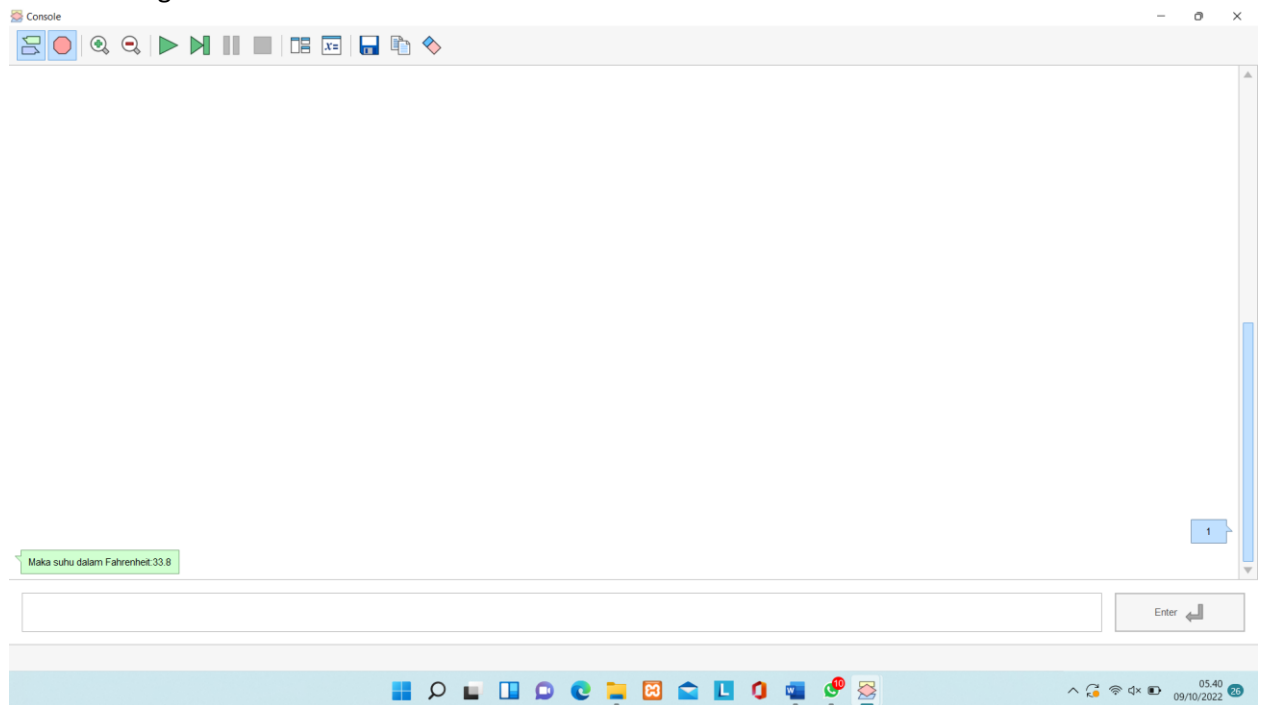 Console
x=
1
Maka suhu dalam Fahrenheit:33.8
Enter
L
10
05.40
09/10/2022
26